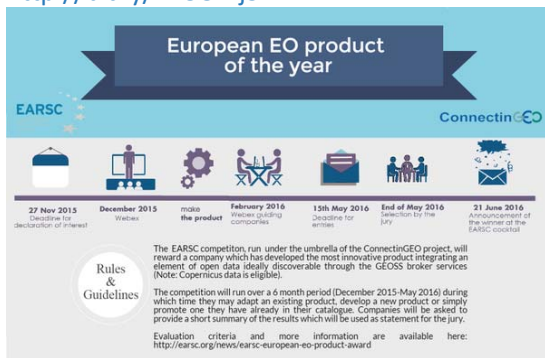 European EO product
of the year
EARSC
ConnectinGEO
27 Nov 2015
Deadline for
declaration of interest
December 2015
Webex
make
the product
February 2016
Webex guiding
companies
15th May 2016
Deadline for
entries
End of May 2016
Selection by the
jury
21 June 2016
Announcement of
the winner at the
EARSC cocktail
Rules
&
Guidelines
The EARSC competiton, run under the umbrella of the ConnectinGEO project, will
reward a company which has developed the most innovative product integrating an
element of open data ideally discoverable through the GEOSS broker services
(Note: Copernicus data is eligible).
The competition will run over a 6 month period (December 2015-May 2016) during
which time they may adapt an existing product, develop a new product or simply
promote one they have already in their catalogue. Companies will be asked to
provide a short summary of the results which will be used as statement for the jury.
Evaluation criteria and more information are available here:
http://earsc.org/news/earsc-european-eo-product-award